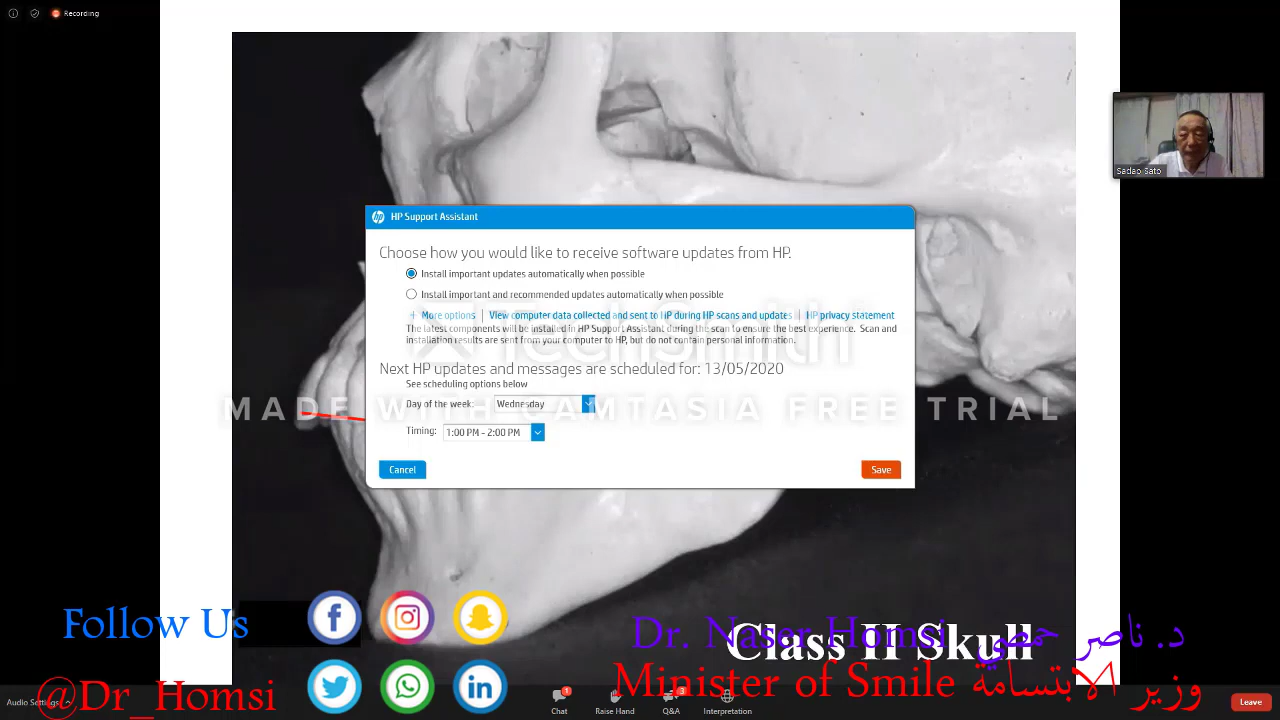 Recording
Sadao Sato
HP Support Assistant
Choose how you would like to receive software updates from HP.
Install important updates automatically when possible
Install important and recommended updates automatically when possible
+ More options | View computer data collected and sent to HP during HP scans and updates | HP privacy statement
The latest components will be installed in HP Support Assistant during the scan to ensure the best experience. Scan and
installation results are sent from your computer to HP, but do not contain personal information.
TechSmith
Next HP updates and messages are scheduled for: 13/05/2020
See scheduling options below
Day of the week: Wednesday
MADE WITH CAMTASIA FREE TRIAL
Timing: 1:00 PM - 2:00 PM
Cancel
Save
Follow Us
Dr. Naser Homsi د. ناصر حمصي
Class II Skull
@Dr_Homsi
Minister of Smile وزير الابتسامة
Audio Settings
Chat 1
Raise Hand
Q&A 3
Interpretation
Leave